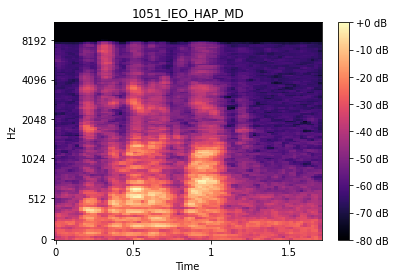 1051_IEO_HAP_MD
Hz
8192
4096
2048
1024
512
0
0
0.5
1
1.5
Time
+0 dB
-10 dB
-20 dB
-30 dB
-40 dB
-50 dB
-60 dB
-70 dB
-80 dB